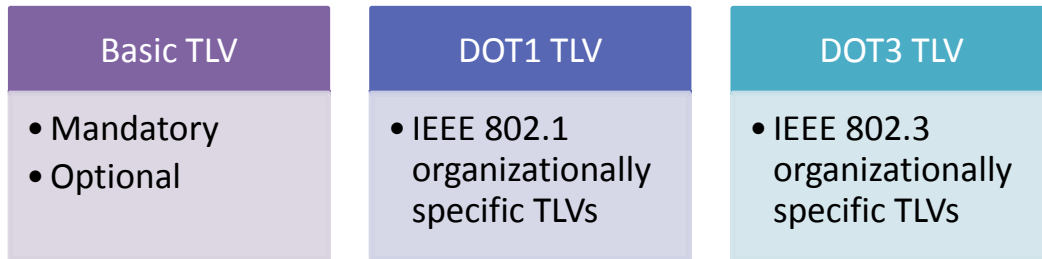 Basic TLV
• Mandatory
• Optional
DOT1 TLV
• IEEE 802.1
organizationally
specific TLVs
DOT3 TLV
• IEEE 802.3
organizationally
specific TLVs